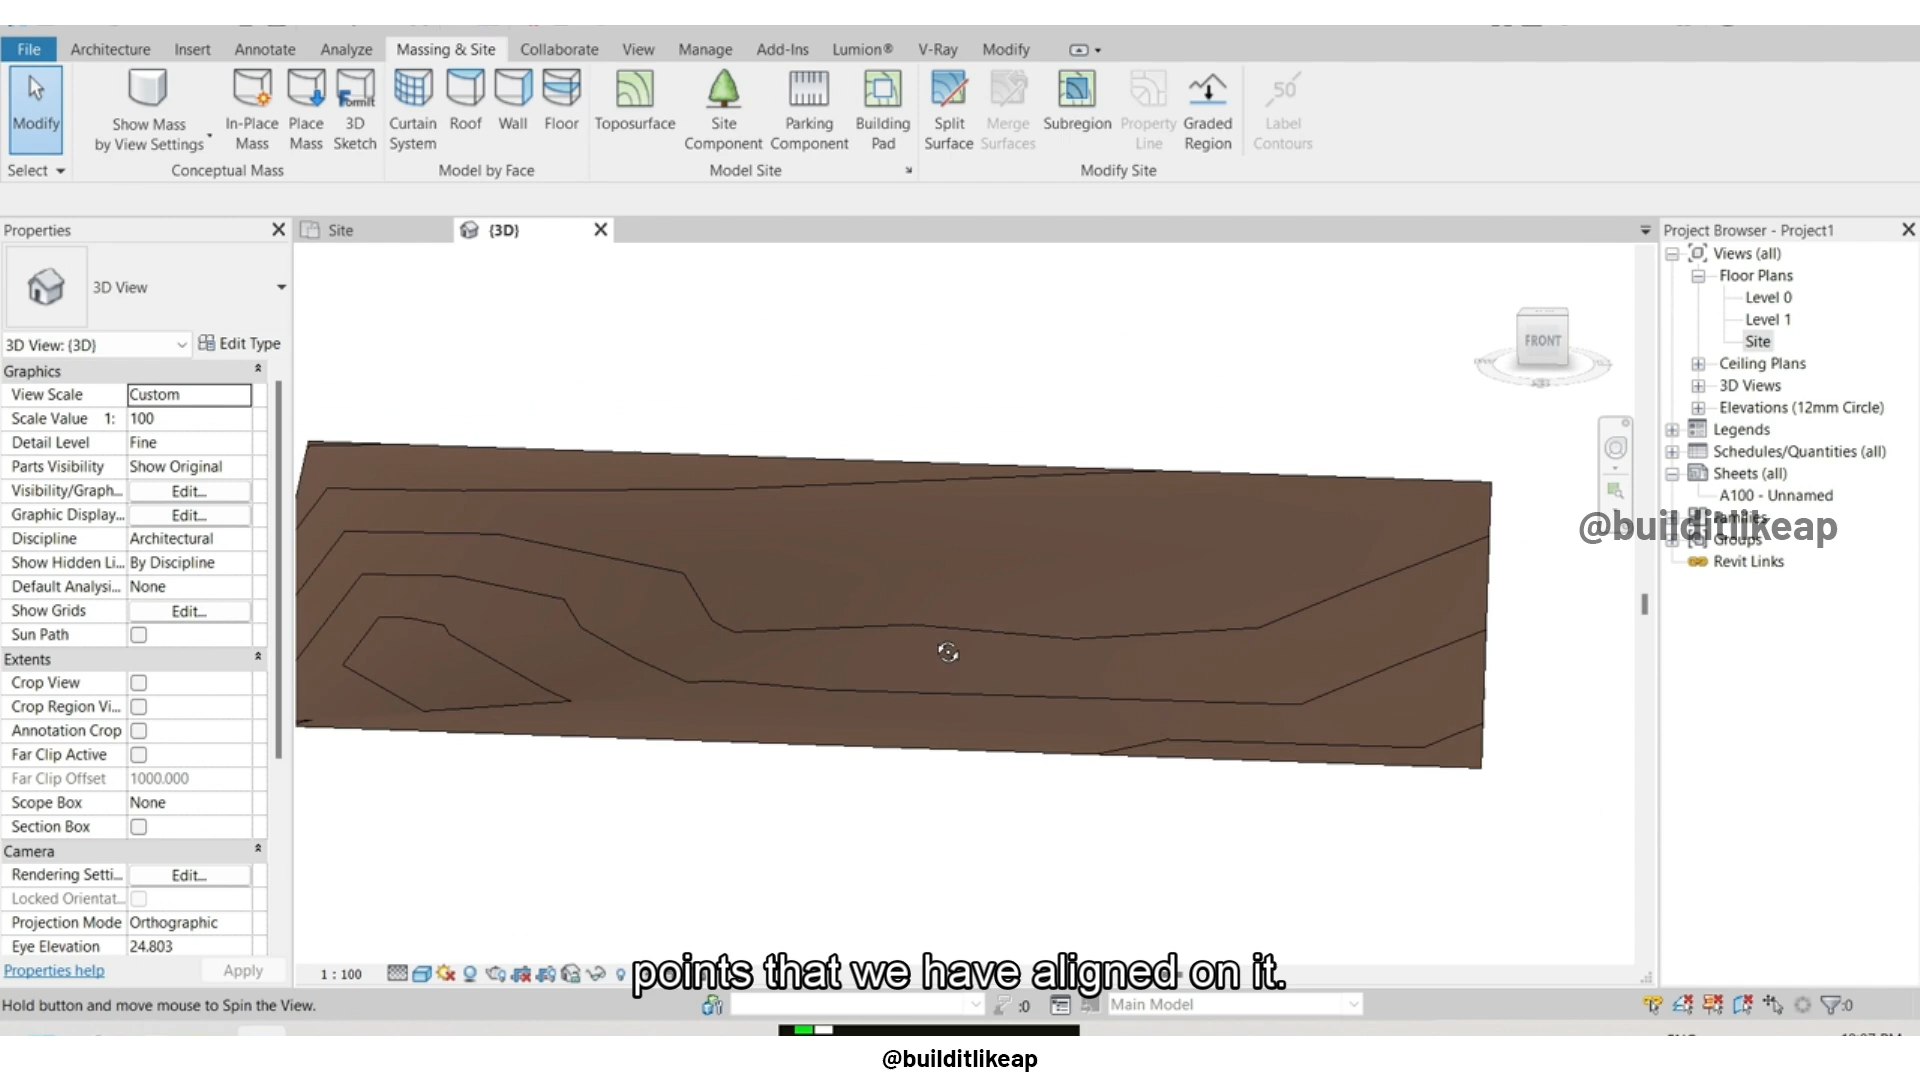 File Architecture Insert Annotate Analyze Massing & Site Collaborate View Manage Add-Ins Lumion® V-Ray Modify
Modify
Show Mass by View Settings
In-Place Mass
Place Mass
3D Sketch
Curtain System
Roof
Wall
Floor
Toposurface
Site Component
Parking Component
Building Pad
Split Surface
Merge Surfaces
Subregion
Property Line
Graded Region
Label Contours
Select
Conceptual Mass
Model by Face
Model Site
Modify Site
Properties
3D View
3D View: {3D}
Edit Type
Graphics
View Scale Custom
Scale Value 1: 100
Detail Level Fine
Parts Visibility Show Original
Visibility/Graph... Edit...
Graphic Display... Edit...
Discipline Architectural
Show Hidden Li... By Discipline
Default Analysi... None
Show Grids Edit...
Sun Path
Extents
Crop View
Crop Region Vi...
Annotation Crop
Far Clip Active
Far Clip Offset 1000.000
Scope Box None
Section Box
Camera
Rendering Setti... Edit...
Locked Orientat...
Projection Mode Orthographic
Eye Elevation 24.803
Properties help Apply
Site
{3D}
FRONT
Project Browser - Project1
Views (all)
Floor Plans
Level 0
Level 1
Site
Ceiling Plans
3D Views
Elevations (12mm Circle)
Legends
Schedules/Quantities (all)
Sheets (all)
A100 - Unnamed
Families
Groups
Revit Links
@builditlikeap
1 : 100
points that we have aligned on it.
Hold button and move mouse to Spin the View.
:0
Main Model
:0
@builditlikeap